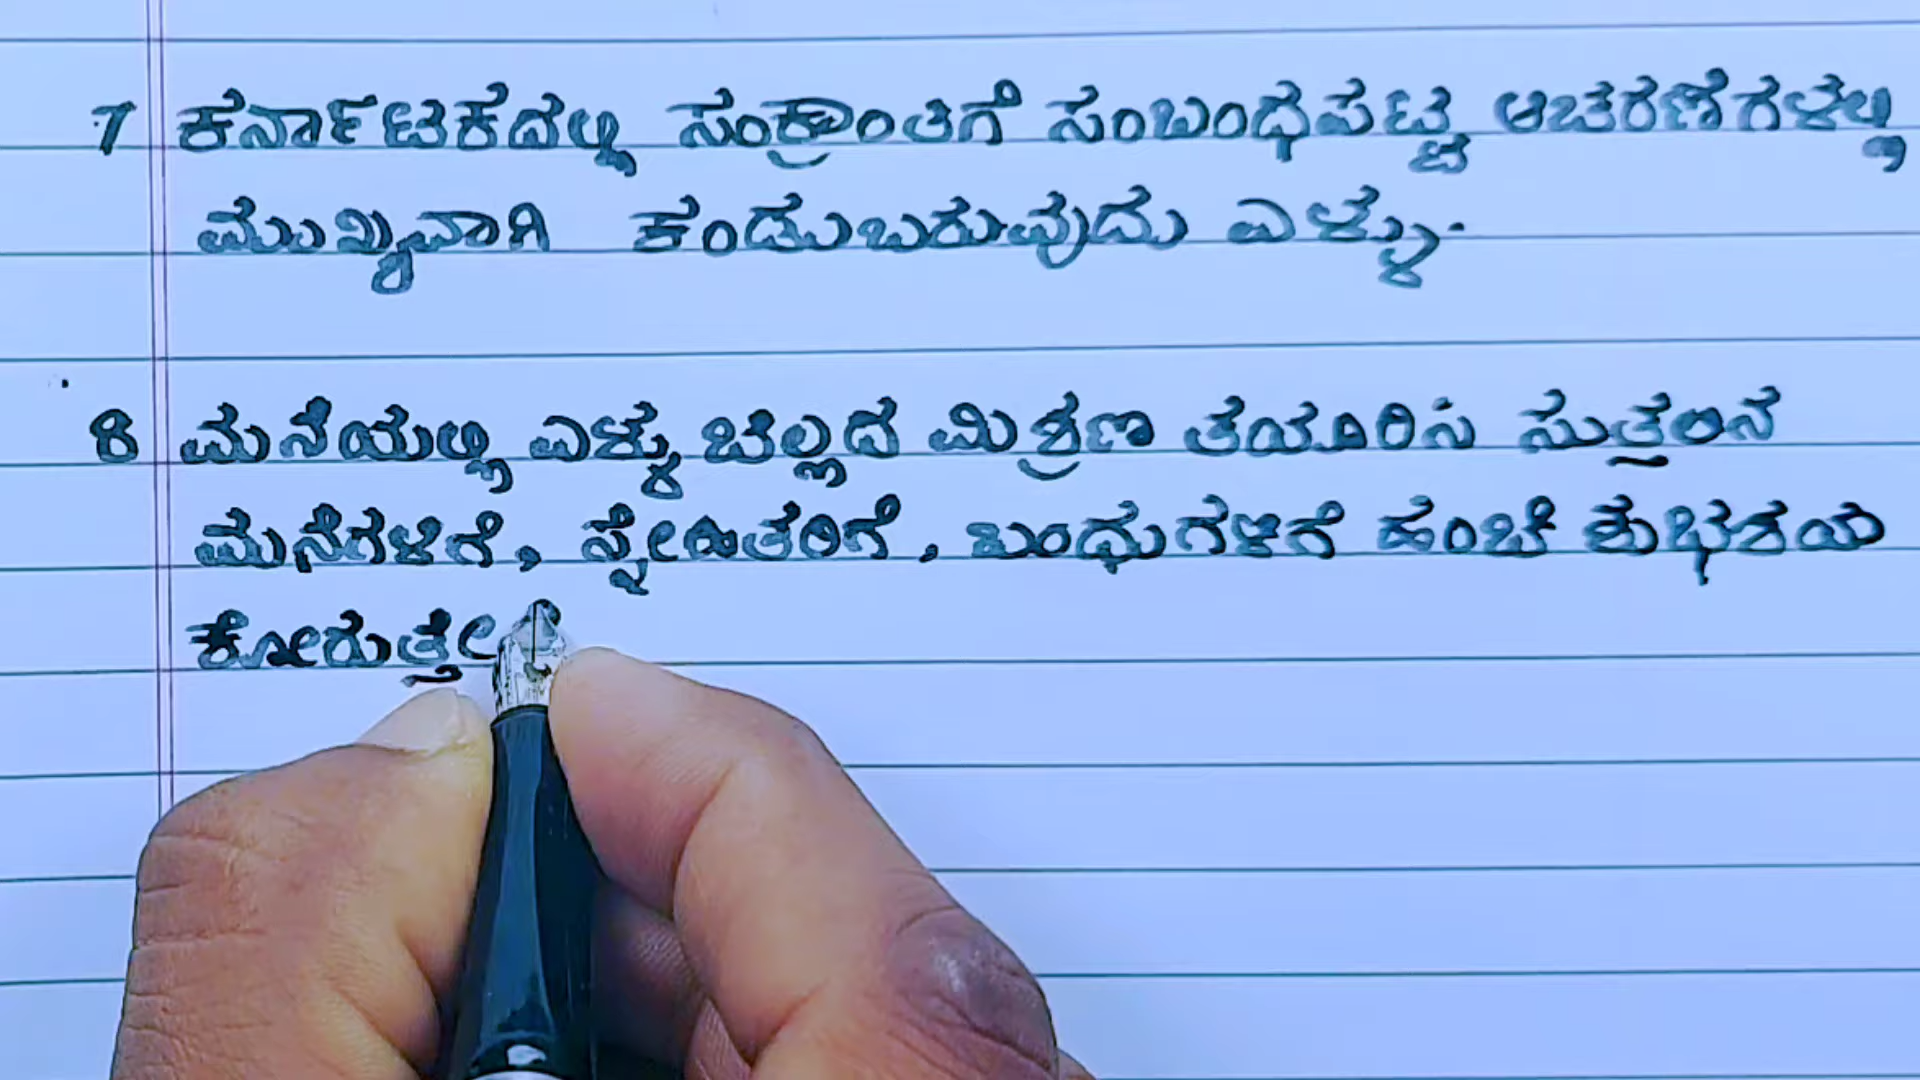 7 ಕರ್ನಾಟಕದಲ್ಲಿ ಸಂಕ್ರಾಂತಿಗೆ ಸಂಬಂಧಪಟ್ಟ ಆಚರಣೆಗಳಲ್ಲಿ
ಮುಖ್ಯವಾಗಿ ಕಂಡುಬರುವುದು ಎಳ್ಳು.
8 ಮನೆಯಲ್ಲಿ ಎಳ್ಳು ಬೆಲ್ಲದ ಮಿಶ್ರಣ ತಯಾರಿಸಿ ಸುತ್ತಲಿನ
ಮನೆಗಳಿಗೆ, ಸ್ನೇಹಿತರಿಗೆ, ಬಂಧುಗಳಿಗೆ ಹಂಚಿ ಶುಭಶಯ
ಕೋರುತ್ತೇ